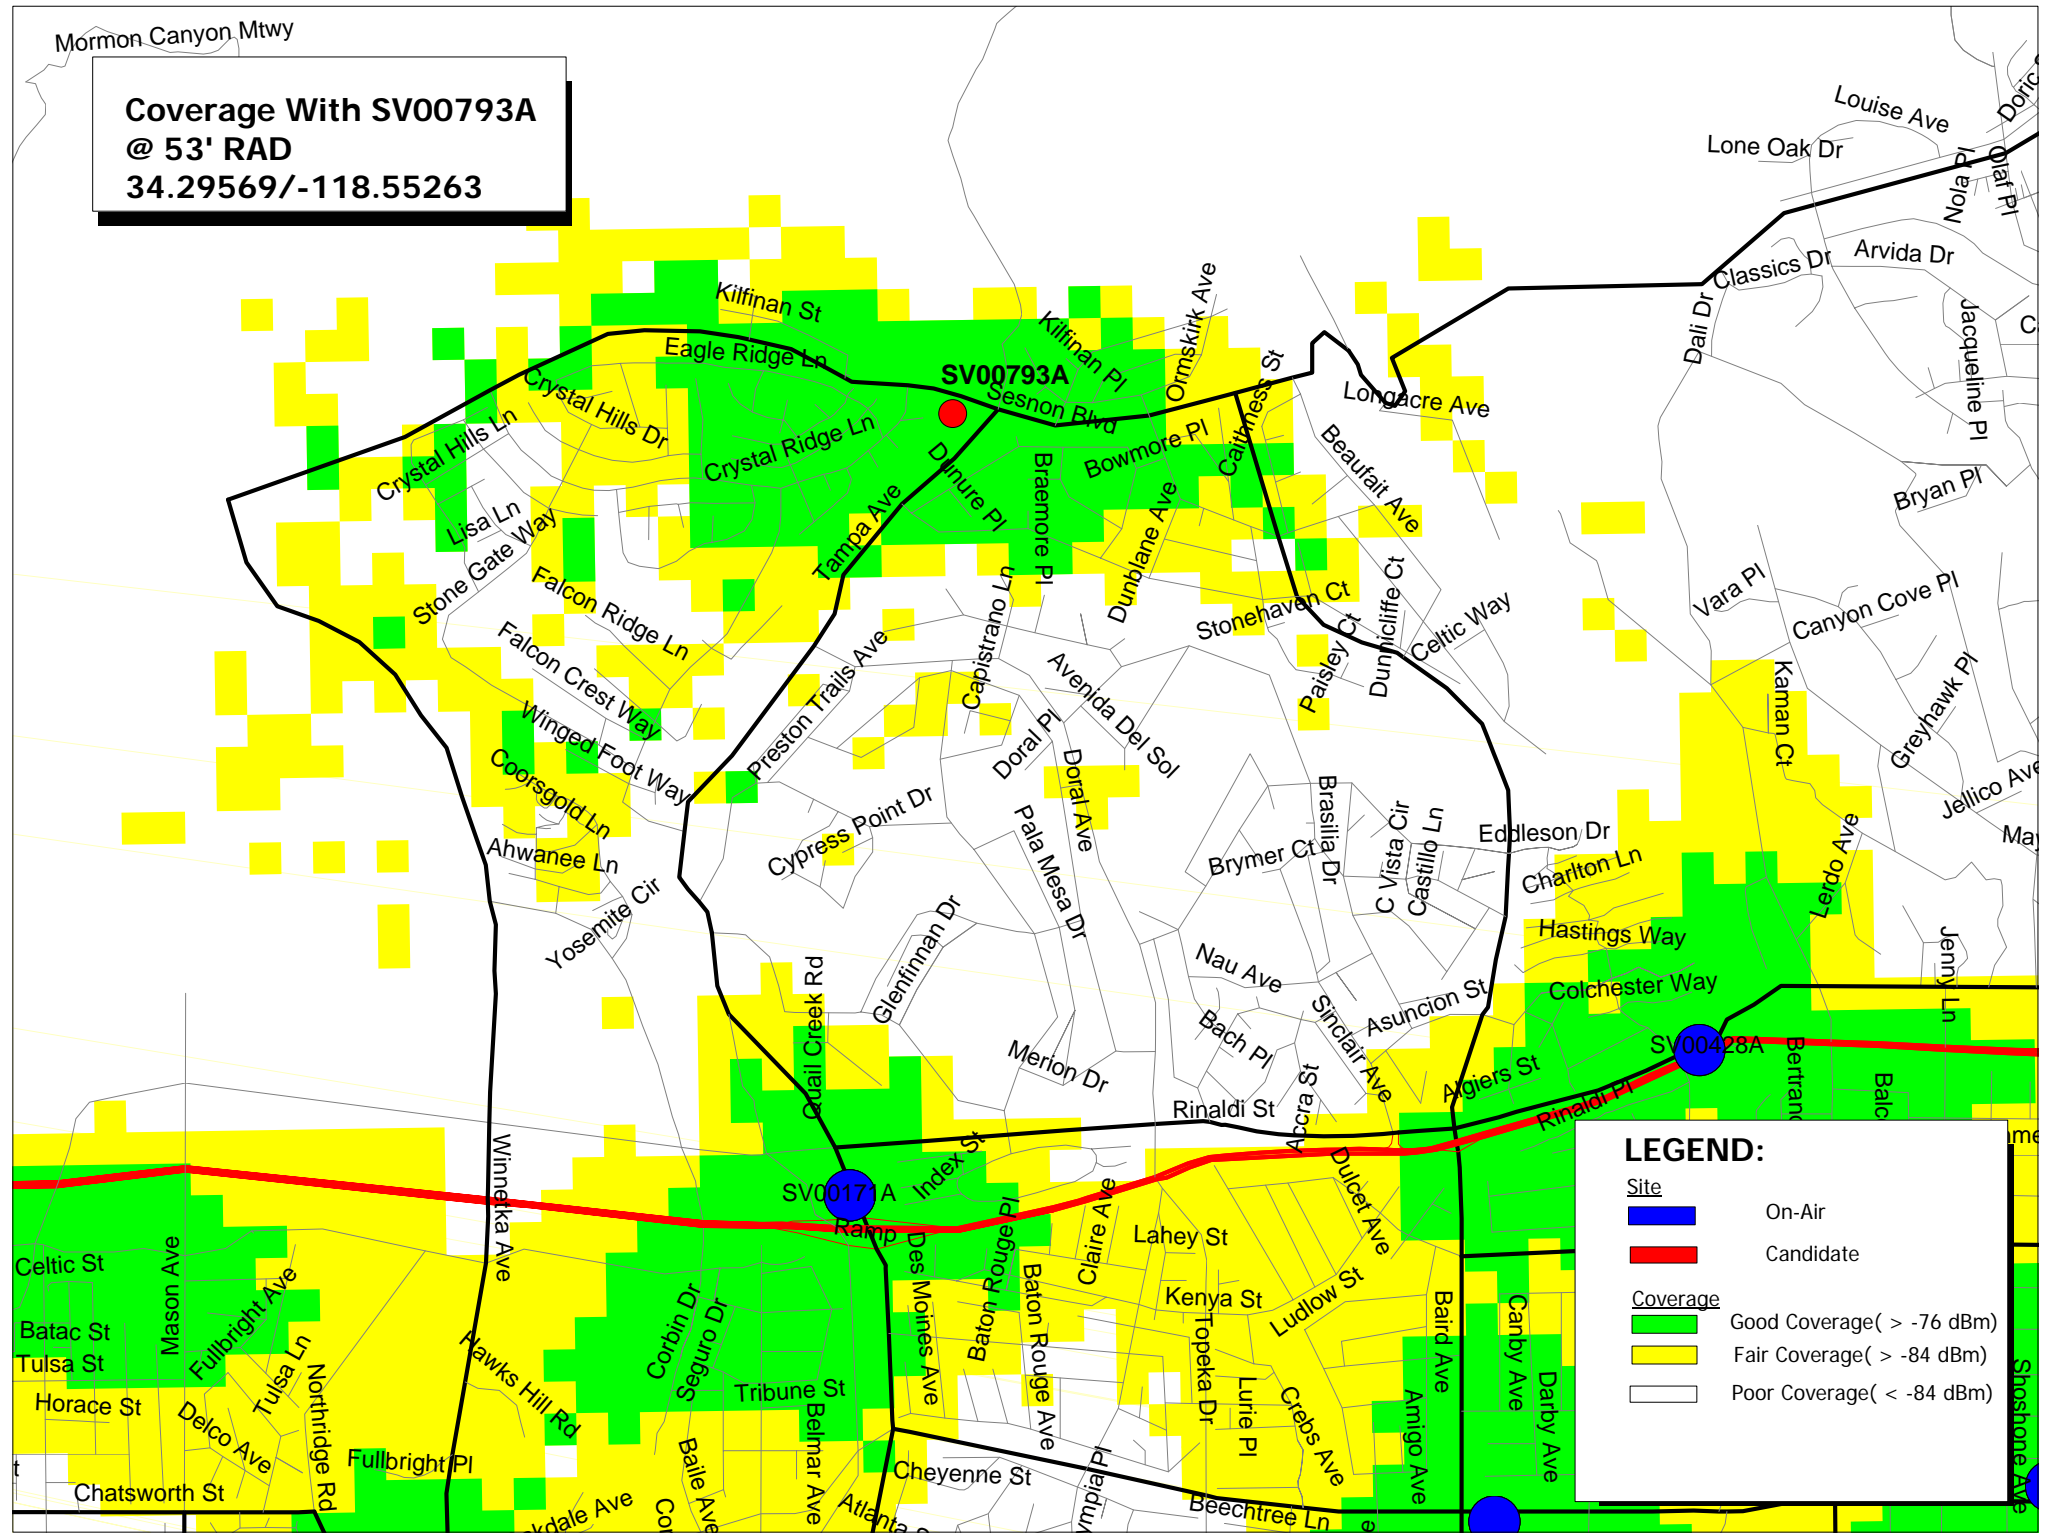 Mormon Canyon Mtwy
Coverage With SV00793A
@ 53' RAD
34.29569/-118.55263
Louise Ave
Lone Oak Dr
Nola Pl
Olaf Pl
Classics Dr
Arvida Dr
Dali Dr
Jacqueline Pl
Kilfinan St
Kilfinan Pl
Ormskirk Ave
Eagle Ridge Ln
SV00793A
Sesnon Blvd
Caithness St
Longacre Ave
Crystal Hills Dr
Crystal Hills Ln
Crystal Ridge Ln
Bowmore Pl
Dunure Pl
Braemore Pl
Beaufait Ave
Bryan Pl
Lisa Ln
Stone Gate Way
Tampa Ave
Dunblane Ave
Falcon Ridge Ln
Capistrano Ln
Stonehaven Ct
Paisley Ct
Dunnicliffe Ct
Celtic Way
Vara Pl
Canyon Cove Pl
Falcon Crest Way
Preston Trails Ave
Avenida Del Sol
Kaman Ct
Greyhawk Pl
Winged Foot Way
Doral Pl
Doral Ave
Coorsgold Ln
Jellico Ave
May
Cypress Point Dr
Pala Mesa Dr
Brasilia Dr
Brymer Ct
C Vista Cir
Castillo Ln
Eddleson Dr
Charlton Ln
Lerdo Ave
Ahwanee Ln
Yosemite Cir
Glenfinnan Dr
Hastings Way
Nau Ave
Quail Creek Rd
Colchester Way
Jenny Ln
Sinclair Ave
Asuncion St
Bach Pl
Merion Dr
SV00428A
Bertrand
Balc
Algiers St
Rinaldi Pl
Accra St
Rinaldi St
Winnetka Ave
Index St
SV00171A
Ramp
Dulcet Ave
Claire Ave
Lahey St
Des Moines Ave
Baton Rouge Pl
Baton Rouge Ave
Celtic St
Mason Ave
Fullbright Ave
Corbin Dr
Seguro Dr
Kenya St
Ludlow St
Topeka Dr
Baird Ave
Canby Ave
Batac St
Tulsa St
Tulsa Ln
Hawks Hill Rd
Tribune St
Horace St
Delco Ave
Northridge Rd
Belmar Ave
Lurie Pl
Crebs Ave
Amigo Ave
Darby Ave
Shoshone Ave
Fullbright Pl
Baile Ave
Cheyenne St
ympia Pl
Chatsworth St
kdale Ave
Cor
Atlanta S
Beechtree Ln
LEGEND:
Site
On-Air
Candidate
Coverage
Good Coverage( > -76 dBm)
Fair Coverage( > -84 dBm)
Poor Coverage( < -84 dBm)